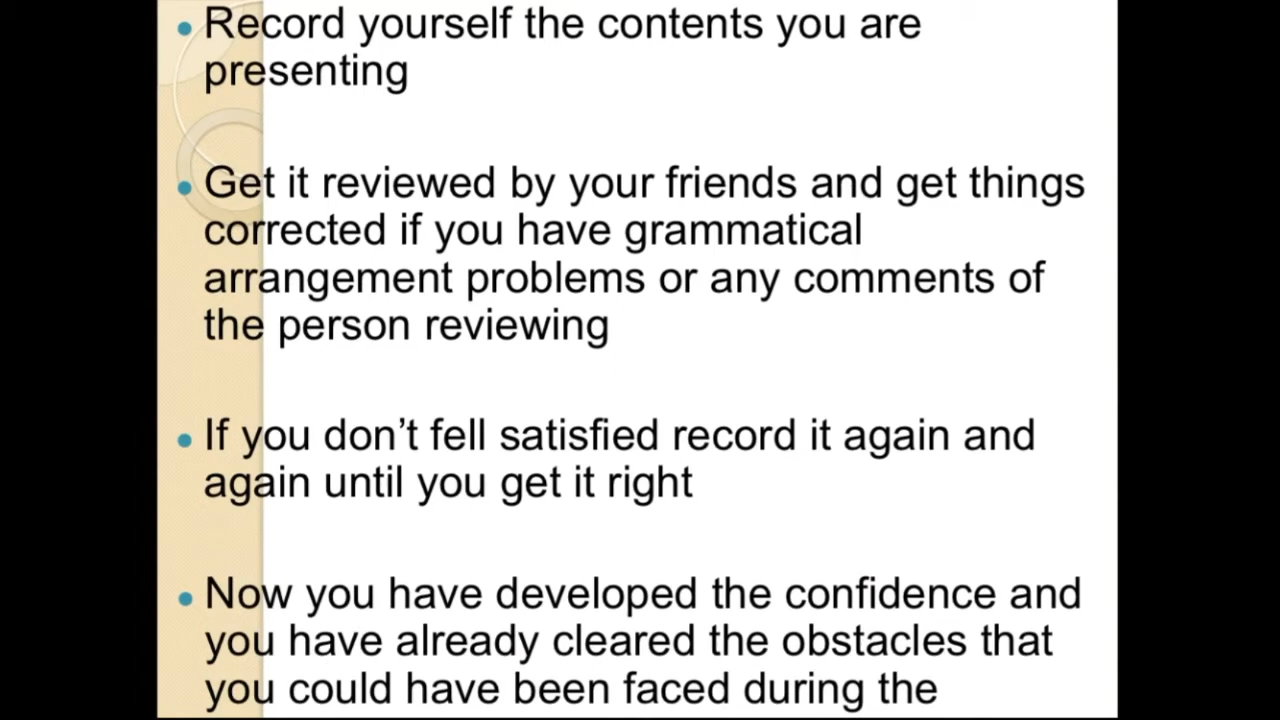 • Record yourself the contents you are
presenting
• Get it reviewed by your friends and get things
corrected if you have grammatical
arrangement problems or any comments of
the person reviewing
• If you don’t fell satisfied record it again and
again until you get it right
• Now you have developed the confidence and
you have already cleared the obstacles that
you could have been faced during the